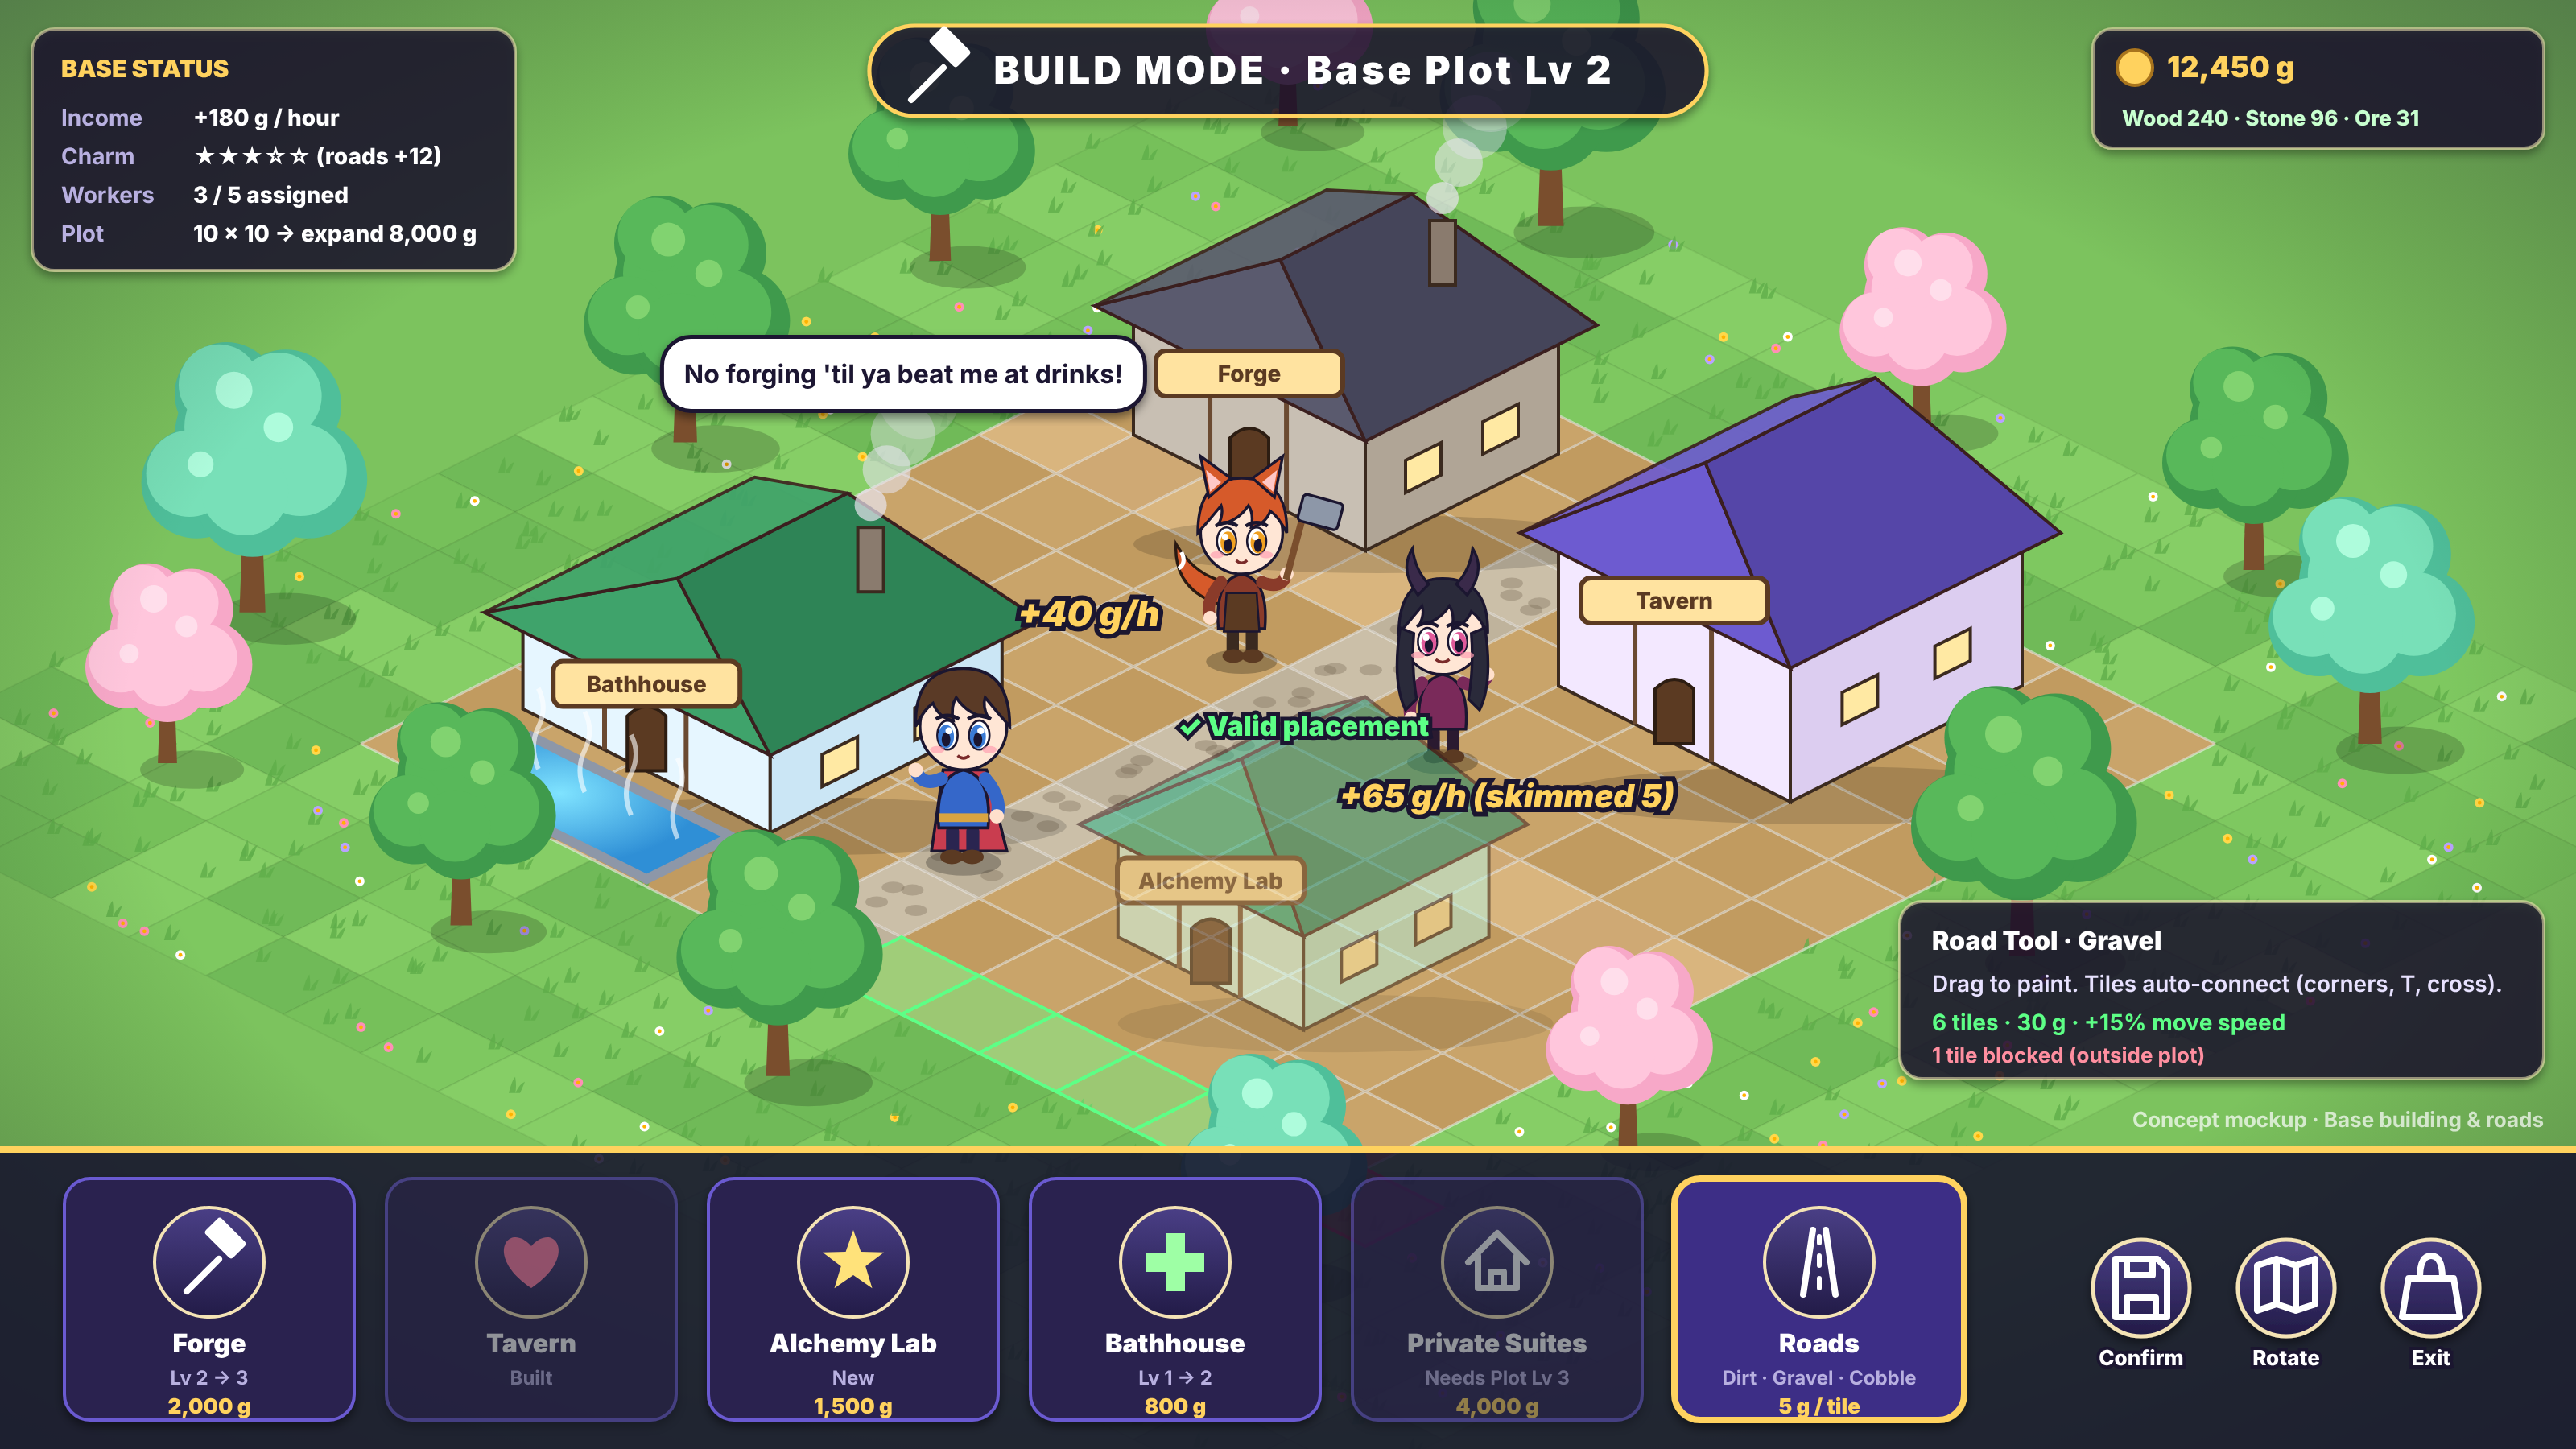 BASE STATUS
Income +180 g / hour
Charm ★★★☆☆ (roads +12)
Workers 3 / 5 assigned
Plot 10 × 10 → expand 8,000 g
BUILD MODE · Base Plot Lv 2
12,450 g
Wood 240 · Stone 96 · Ore 31
No forging 'til ya beat me at drinks!
Forge
Tavern
+40 g/h
Bathhouse
✓ Valid placement
+65 g/h (skimmed 5)
Alchemy Lab
Road Tool · Gravel
Drag to paint. Tiles auto-connect (corners, T, cross).
6 tiles · 30 g · +15% move speed
1 tile blocked (outside plot)
Concept mockup · Base building & roads
Forge
Lv 2 → 3
2,000 g
Tavern
Built
Alchemy Lab
New
1,500 g
Bathhouse
Lv 1 → 2
800 g
Private Suites
Needs Plot Lv 3
4,000 g
Roads
Dirt · Gravel · Cobble
5 g / tile
Confirm
Rotate
Exit